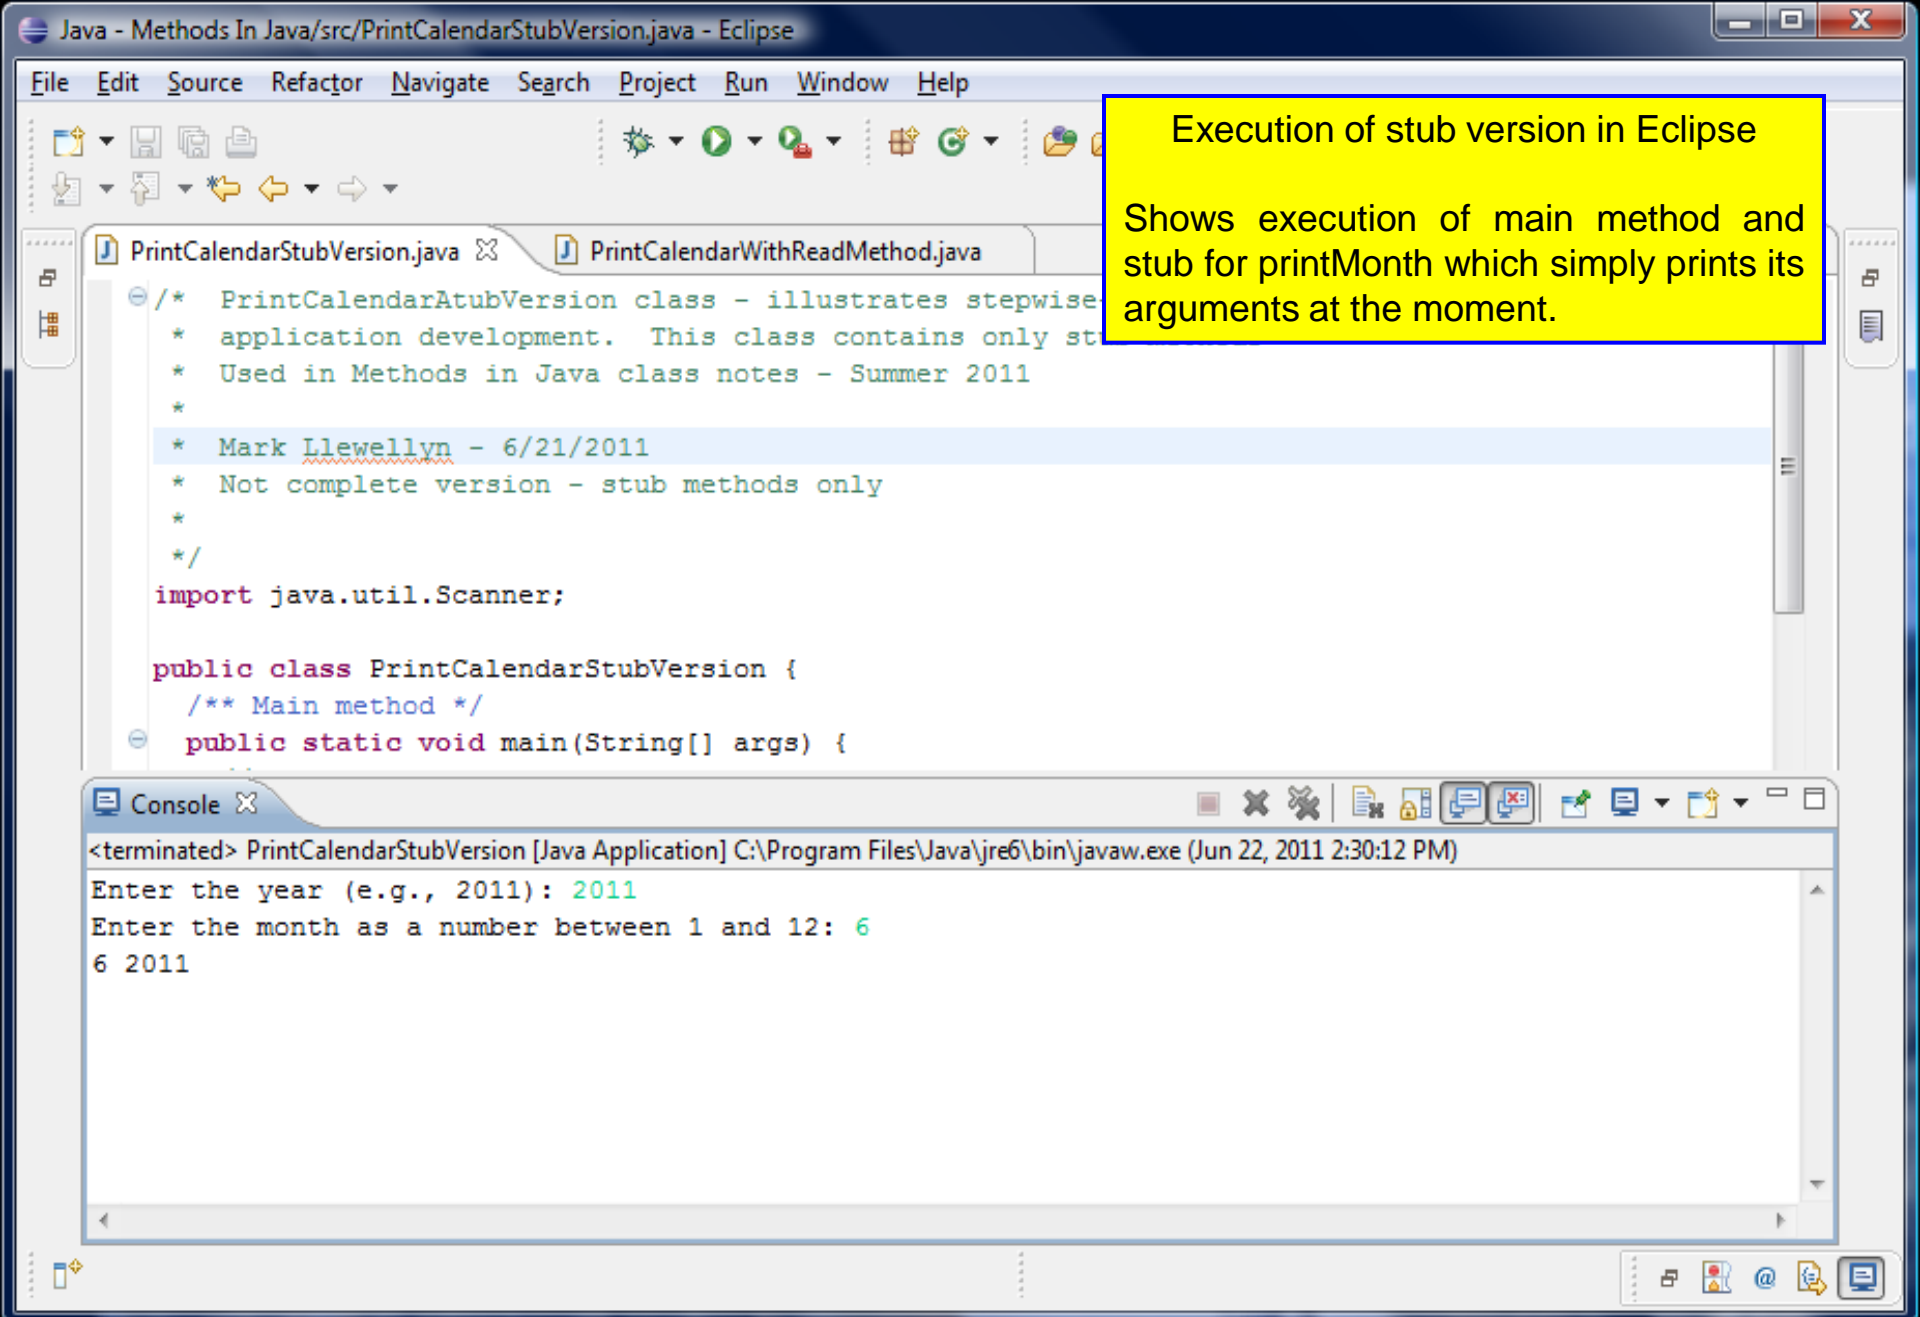 Java - Methods In Java/src/PrintCalendarStubVersion.java - Eclipse
File Edit Source Refactor Navigate Search Project Run Window Help
Execution of stub version in Eclipse
Shows execution of main method and
stub for printMonth which simply prints its
arguments at the moment.
PrintCalendarStubVersion.java PrintCalendarWithReadMethod.java
/* PrintCalendarAtubVersion class - illustrates stepwise
* application development. This class contains only
* Used in Methods in Java class notes - Summer 2011
*
* Mark Llewellyn - 6/21/2011
* Not complete version - stub methods only
*
*/
import java.util.Scanner;
public class PrintCalendarStubVersion {
/** Main method */
public static void main(String[] args) {
Console
<terminated> PrintCalendarStubVersion [Java Application] C:\Program Files\Java\jre6\bin\javaw.exe (Jun 22, 2011 2:30:12 PM)
Enter the year (e.g., 2011): 2011
Enter the month as a number between 1 and 12: 6
6 2011